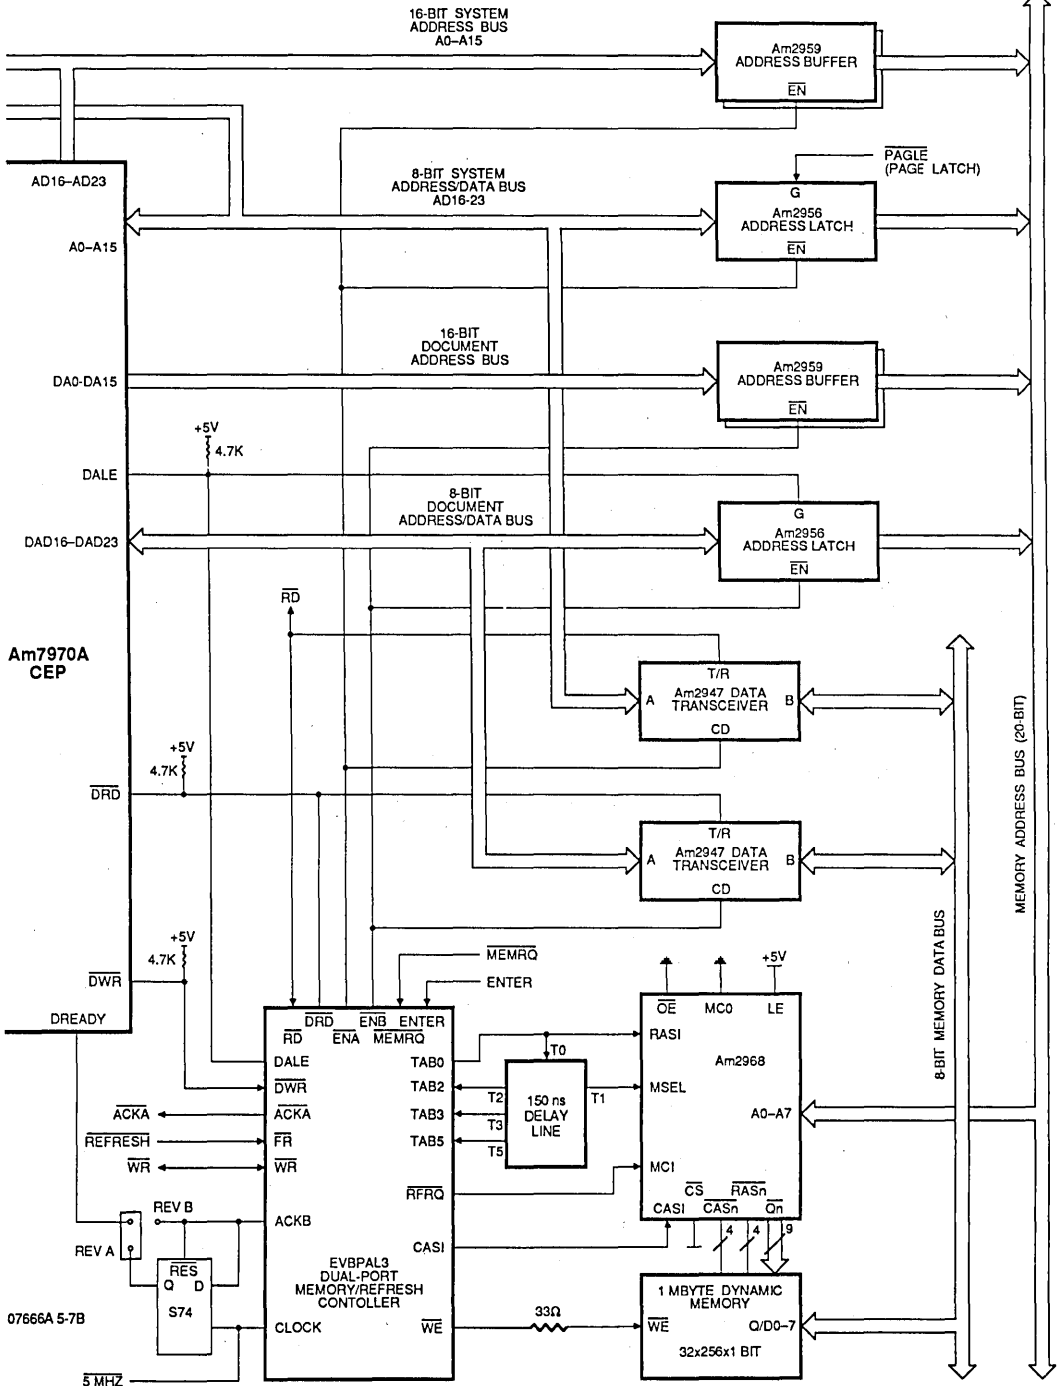 16-BIT SYSTEM
ADDRESS BUS
A0–A15
Am2959
ADDRESS BUFFER
EN
PAGLE
(PAGE LATCH)
AD16–AD23
8-BIT SYSTEM
ADDRESS/DATA BUS
AD16-23
G
Am2956
ADDRESS LATCH
EN
A0–A15
16-BIT
DOCUMENT
ADDRESS BUS
Am2959
ADDRESS BUFFER
EN
DA0-DA15
+5V
4.7K
DALE
8-BIT
DOCUMENT
ADDRESS/DATA BUS
G
Am2956
ADDRESS LATCH
EN
DAD16–DAD23
RD
Am7970A
CEP
T/R
A Am2947 DATA B
TRANSCEIVER
CD
+5V
4.7K
DRD
T/R
A Am2947 DATA B
TRANSCEIVER
CD
MEMORY ADDRESS BUS (20-BIT)
8-BIT MEMORY DATA BUS
+5V
4.7K
DWR
MEMRQ
ENTER
+5V
DREADY
DRD ENB ENTER
RD ENA MEMRQ
OE MC0 LE
DALE TAB0 T0 RASI
Am2968
DWR TAB2 T2 T1 MSEL
150 ns
DELAY
LINE
ACKA ACKA TAB3 T3 A0–A7
REFRESH FR TAB5 T5
WR WR MCI
RFRQ
CS RASn
CASI CASn Qn
4 4 9
REV B
ACKB
REV A
CASI
RES
Q D
S74
EVBPAL3
DUAL-PORT
MEMORY/REFRESH
CONTOLLER
1 MBYTE DYNAMIC
MEMORY
07666A 5-7B
CLOCK WE 33Ω WE Q/D0–7
32x256x1 BIT
5 MHZ